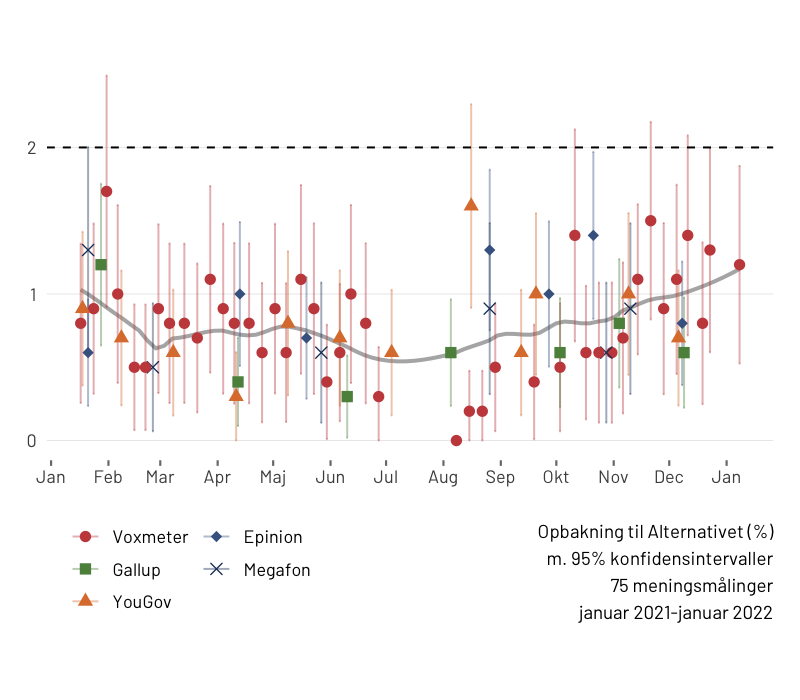 2
1
0
Jan Feb Mar Apr Maj Jun Jul Aug Sep Okt Nov Dec Jan
Voxmeter Epinion
Gallup Megafon
YouGov
Opbakning til Alternativet (%)
m. 95% konfidensintervaller
75 meningsmålinger
januar 2021-januar 2022